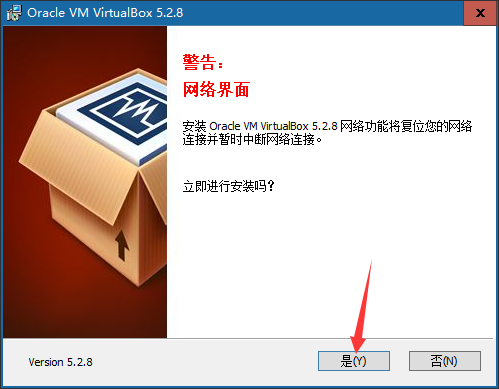 Oracle VM VirtualBox 5.2.8
警告：
网络界面
安装 Oracle VM VirtualBox 5.2.8 网络功能将复位您的网络
连接并暂时中断网络连接。
立即进行安装吗？
Version 5.2.8
是(Y)
否(N)